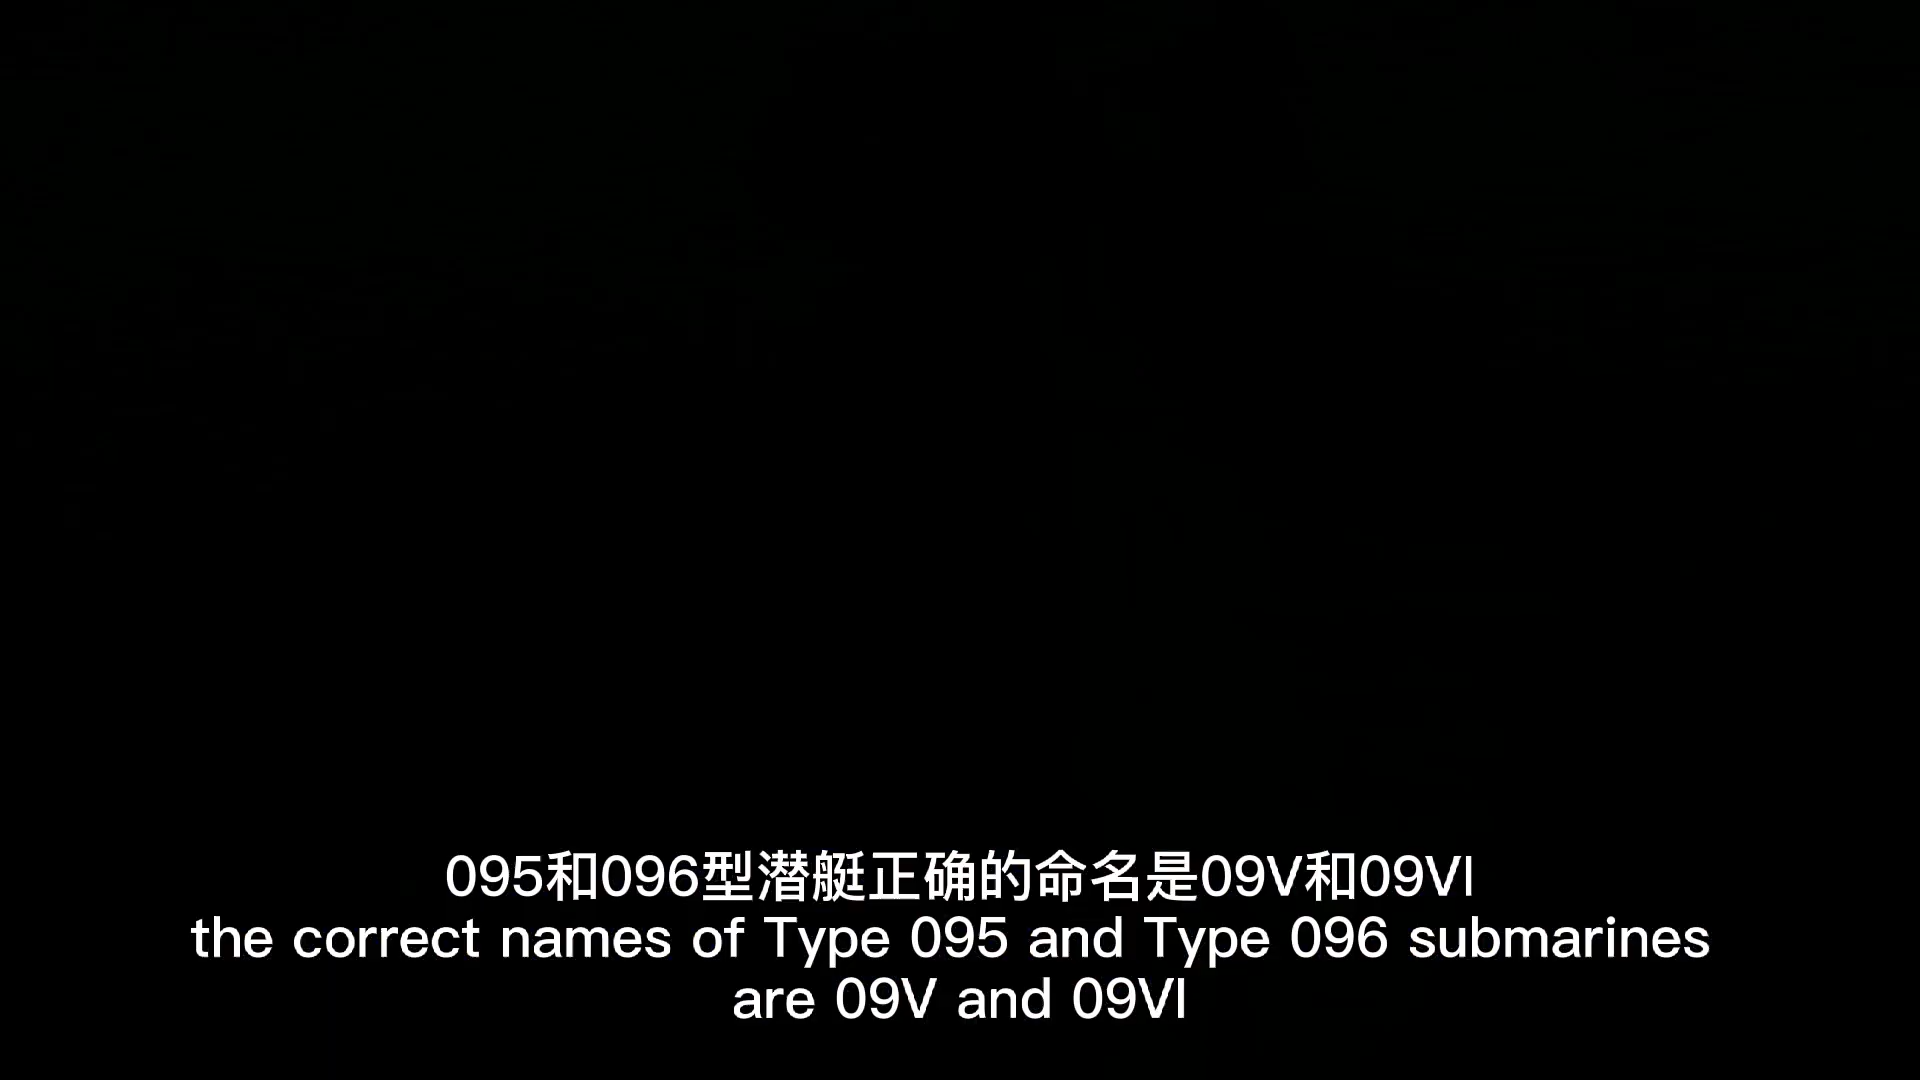 095和096型潜艇正确的命名是09V和09VI
the correct names of Type 095 and Type 096 submarines
are 09V and 09VI